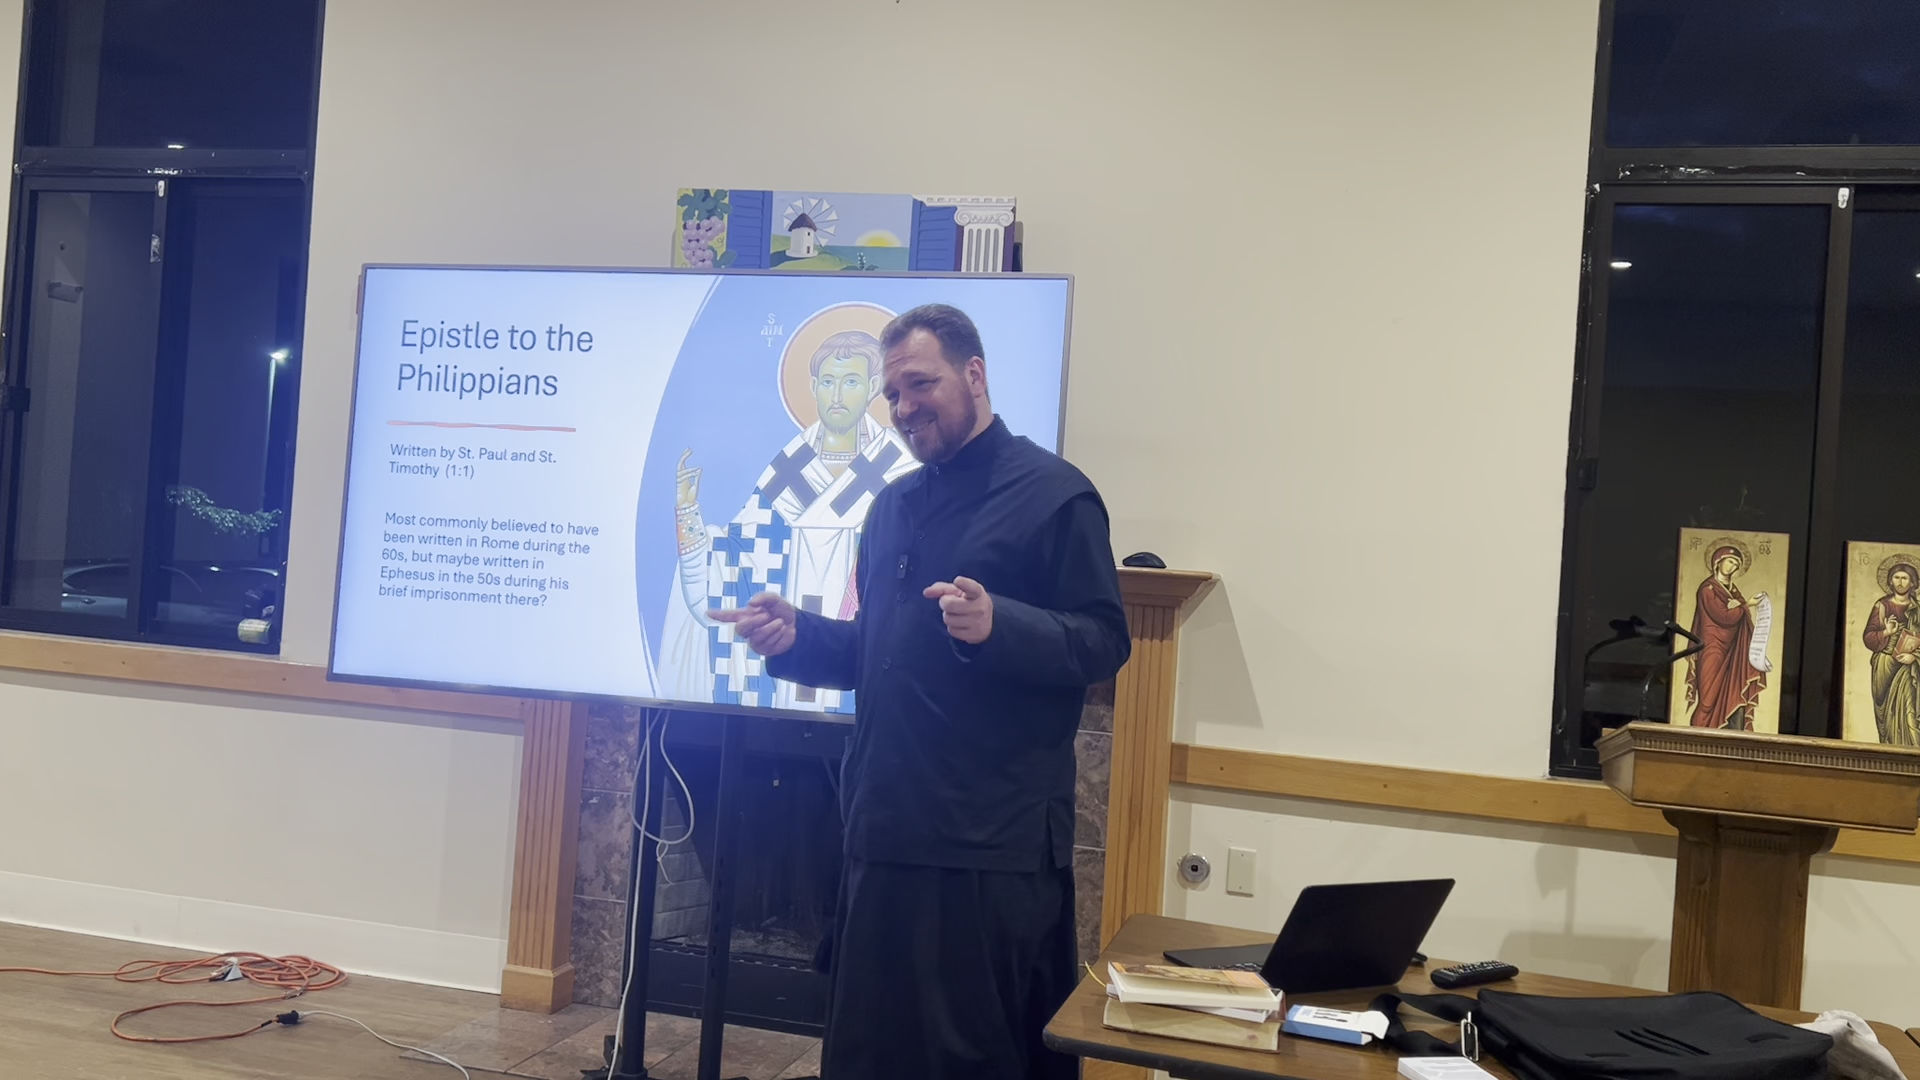 Epistle to the
Philippians
Written by St. Paul and St.
Timothy (1:1)
Most commonly believed to have
been written in Rome during the
60s, but maybe written in
Ephesus in the 50s during his
brief imprisonment there?
S
AIN
T